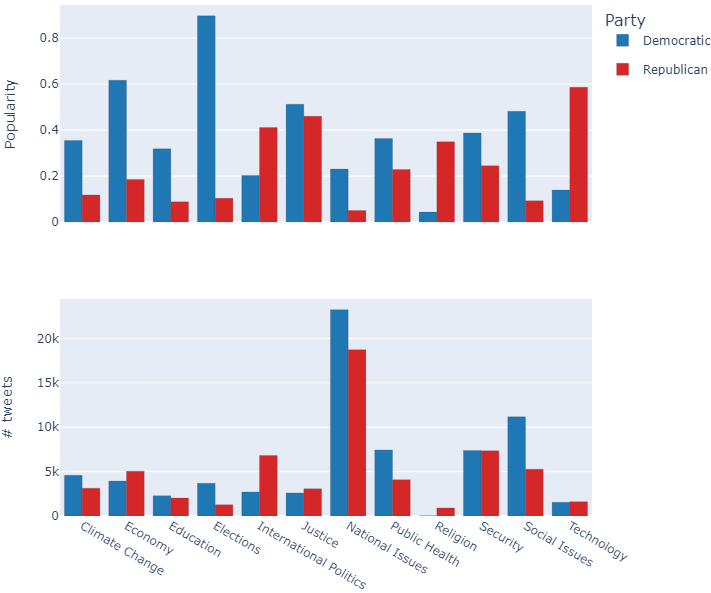 Party
Democratic
Republican
Popularity
0.8
0.6
0.4
0.2
0
# tweets
20k
15k
10k
5k
0
Climate Change
Economy
Education
Elections
International Politics
Justice
National Issues
Public Health
Religion
Security
Social Issues
Technology